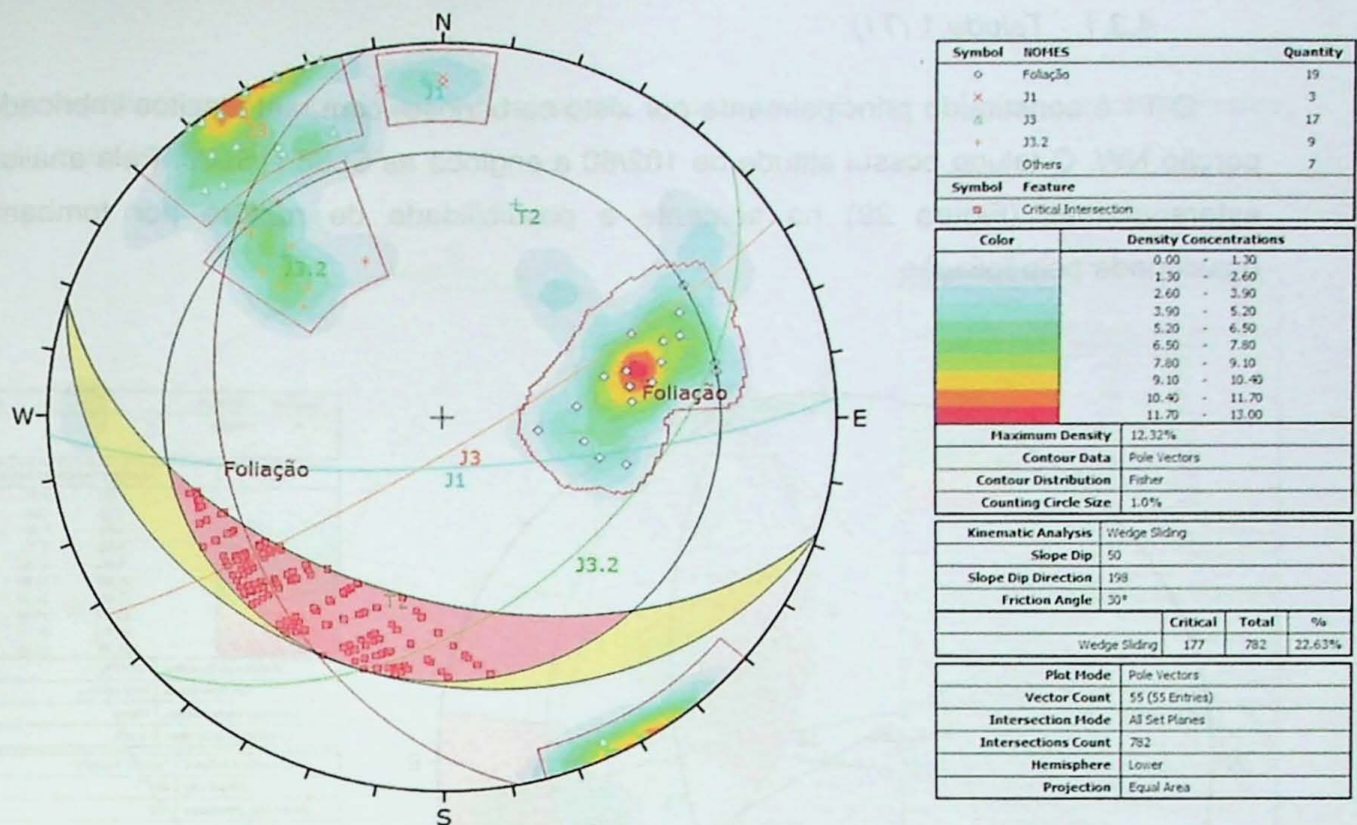 N
J1
J3
T2
J3.2
Foliação
W
E
J3
J1
Foliação
J3.2
T2
S
Symbol NOMES Quantity
Foliação 19
J1 3
J3 17
J3.2 9
Others 7
Symbol Feature
Critical Intersection
Color Density Concentrations
0.00 - 1.30
1.30 - 2.60
2.60 - 3.90
3.90 - 5.20
5.20 - 6.50
6.50 - 7.80
7.80 - 9.10
9.10 - 10.40
10.40 - 11.70
11.70 - 13.00
Maximum Density 12.32%
Contour Data Pole Vectors
Contour Distribution Fisher
Counting Circle Size 1.0%
Kinematic Analysis Wedge Sliding
Slope Dip 50
Slope Dip Direction 198
Friction Angle 30°
Critical Total %
Wedge Sliding 177 782 22.63%
Plot Mode Pole Vectors
Vector Count 55 (55 Entries)
Intersection Mode All Set Planes
Intersections Count 782
Hemisphere Lower
Projection Equal Area